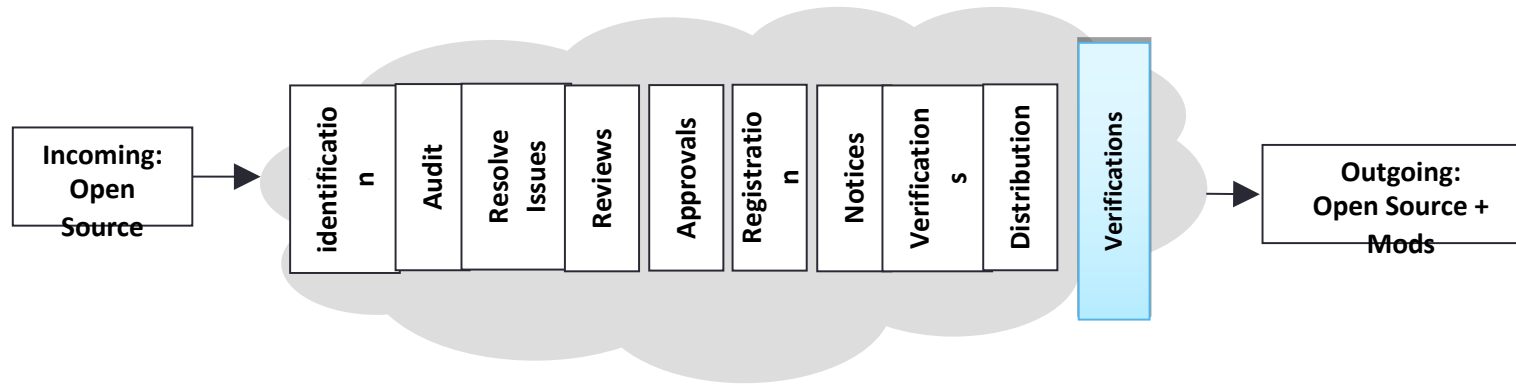 Incoming:
Open
Source
identificatio
n
Audit
Resolve
Issues
Reviews
Approvals
Registratio
n
Notices
Verification
s
Distribution
Verifications
Outgoing:
Open Source +
Mods